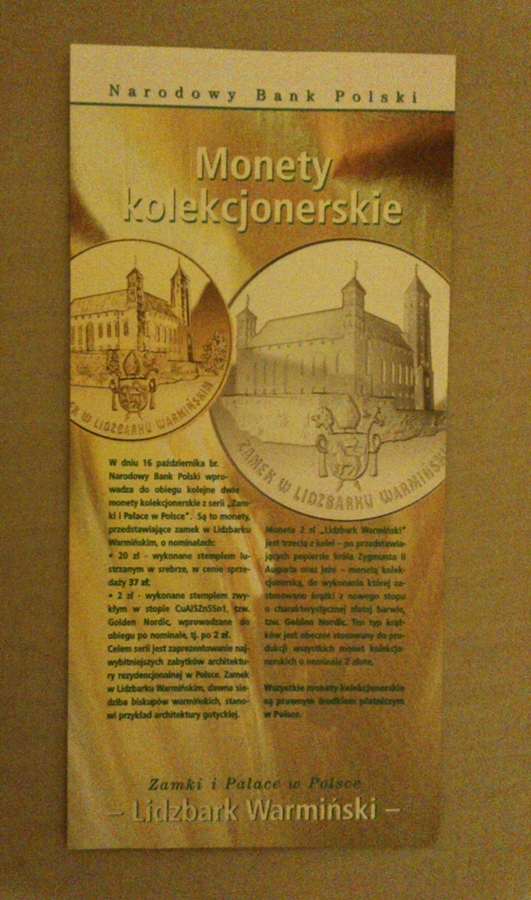 Narodowy Bank Polski
Monety
kolekcjonerskie
ZAMEK W LIDZBARKU WARMIŃSKIM
ZAMEK W LIDZBARKU WARMIŃSKI
W dniu 16 października br.
Narodowy Bank Polski wpro-
wadza do obiegu kolejne dwie
monety kolekcjonerskie z serii „Zam-
ki i Pałace w Polsce”. Są to monety,
przedstawiające zamek w Lidzbarku
Warmińskim, o nominałach:
• 20 zł - wykonane stemplem lu-
strzanym w srebrze, w cenie sprze-
daży 37 zł;
• 2 zł - wykonane stemplem zwy-
kłym w stopie CuAl5Zn5Sn1, tzw.
Golden Nordic, wprowadzane do
obiegu po nominale, tj. po 2 zł.
Celem serii jest zaprezentowanie naj-
wybitniejszych zabytków architektu-
ry rezydencjonalnej w Polsce. Zamek
w Lidzbarku Warmińskim, dawna sie-
dziba biskupów warmińskich, stano-
wi przykład architektury gotyckiej.
Moneta 2 zł „Lidzbark Warmiński”
jest trzecią z kolei - po przedstawia-
jących popiersie króla Zygmunta II
Augusta oraz jeże - monetą kolek-
cjonerską, do wykonania której za-
stosowano krążki z nowego stopu
o charakterystycznej złotej barwie,
tzw. Golden Nordic. Ten typ krąż-
ków jest obecnie stosowany do pro-
dukcji wszystkich monet kolekcjo-
nerskich o nominale 2 złote.
Wszystkie monety kolekcjonerskie
są prawnym środkiem płatniczym
w Polsce.
Zamki i Pałace w Polsce
– Lidzbark Warmiński –